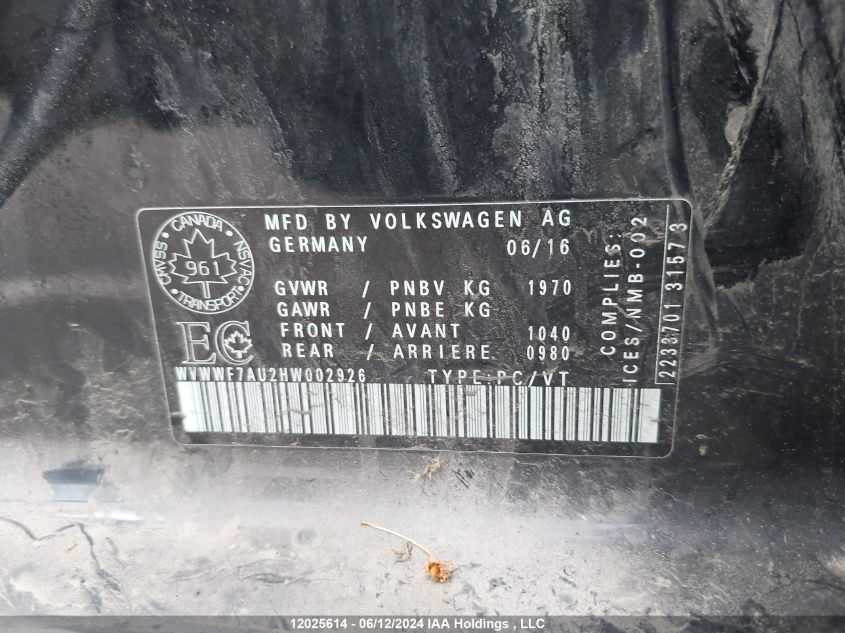 MFD BY VOLKSWAGEN AG
GERMANY 06/16
CANADA
CMVSS NSVAC
961
TRANSPORT
GVWR / PNBV KG 1970
GAWR / PNBE KG
FRONT / AVANT 1040
REAR / ARRIERE 0980
EC
WVWWF7AU2HW002926 TYPE:PC/VT
COMPLIES:
ICES/NMB-002
2233701 31573
12025614 - 06/12/2024 IAA Holdings, LLC